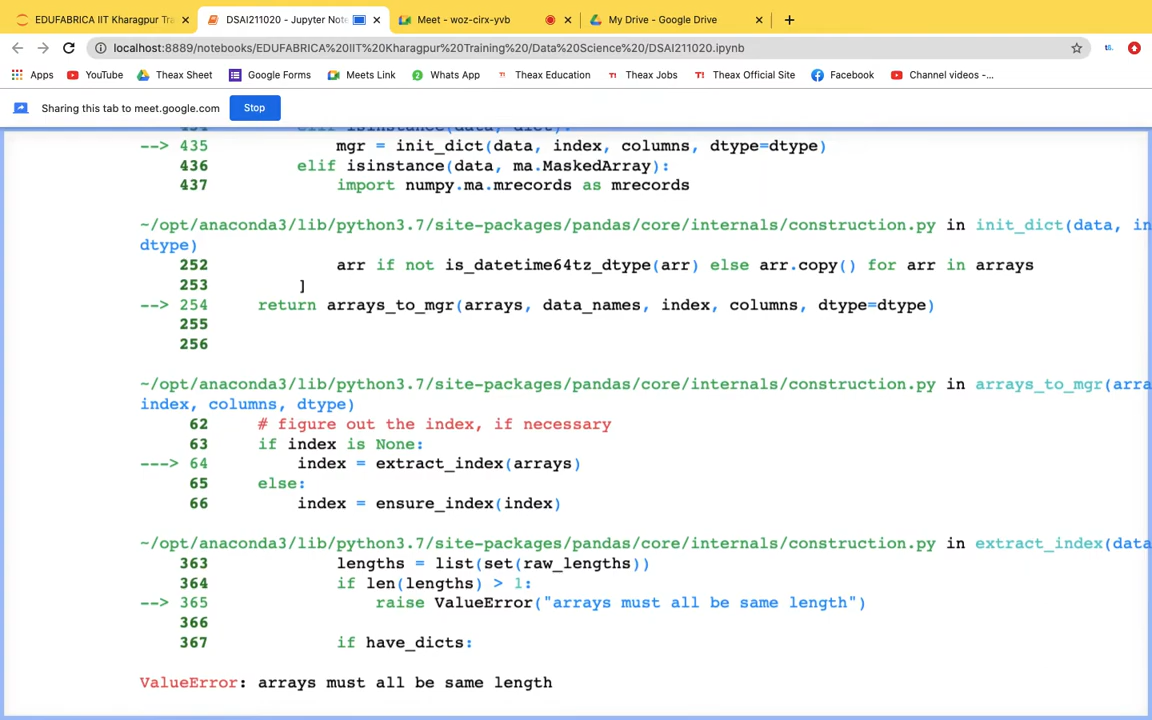 EDUFABRICA IIT Kharagpur Tra
DSAI211020 - Jupyter Not
Meet - woz-cirx-yvb
My Drive - Google Drive
localhost:8889/notebooks/EDUFABRICA%20IIT%20Kharagpur%20Training%20/Data%20Science%20/DSAI211020.ipynb
Apps YouTube Theax Sheet Google Forms Meets Link Whats App Theax Education Theax Jobs Theax Official Site Facebook Channel videos -...
Sharing this tab to meet.google.com Stop
434 elif isinstance(data, dict):
--> 435 mgr = init_dict(data, index, columns, dtype=dtype)
436 elif isinstance(data, ma.MaskedArray):
437 import numpy.ma.mrecords as mrecords
~/opt/anaconda3/lib/python3.7/site-packages/pandas/core/internals/construction.py in init_dict(data, in
dtype)
252 arr if not is_datetime64tz_dtype(arr) else arr.copy() for arr in arrays
253 ]
--> 254 return arrays_to_mgr(arrays, data_names, index, columns, dtype=dtype)
255
256
~/opt/anaconda3/lib/python3.7/site-packages/pandas/core/internals/construction.py in arrays_to_mgr(arra
index, columns, dtype)
62 # figure out the index, if necessary
63 if index is None:
---> 64 index = extract_index(arrays)
65 else:
66 index = ensure_index(index)
~/opt/anaconda3/lib/python3.7/site-packages/pandas/core/internals/construction.py in extract_index(data
363 lengths = list(set(raw_lengths))
364 if len(lengths) > 1:
--> 365 raise ValueError("arrays must all be same length")
366
367 if have_dicts:
ValueError: arrays must all be same length